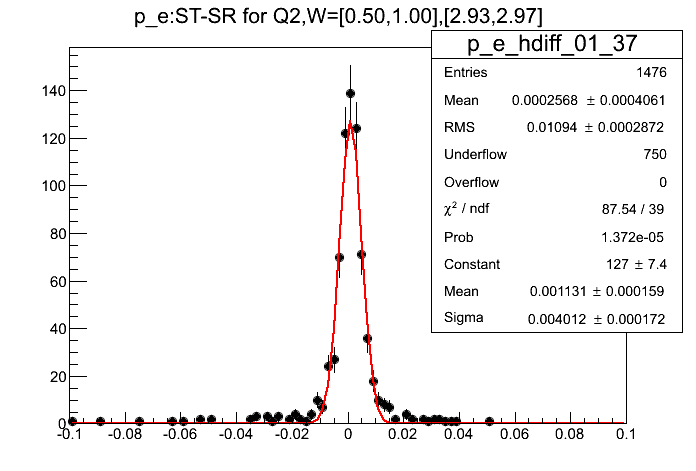 p_e:ST-SR for Q2,W=[0.50,1.00],[2.93,2.97]
p_e_hdiff_01_37
Entries 1476
Mean 0.0002568 ± 0.0004061
RMS 0.01094 ± 0.0002872
Underflow 750
Overflow 0
χ² / ndf 87.54 / 39
Prob 1.372e-05
Constant 127 ± 7.4
Mean 0.001131 ± 0.000159
Sigma 0.004012 ± 0.000172
140
120
100
80
60
40
20
0
-0.1 -0.08 -0.06 -0.04 -0.02 0 0.02 0.04 0.06 0.08 0.1